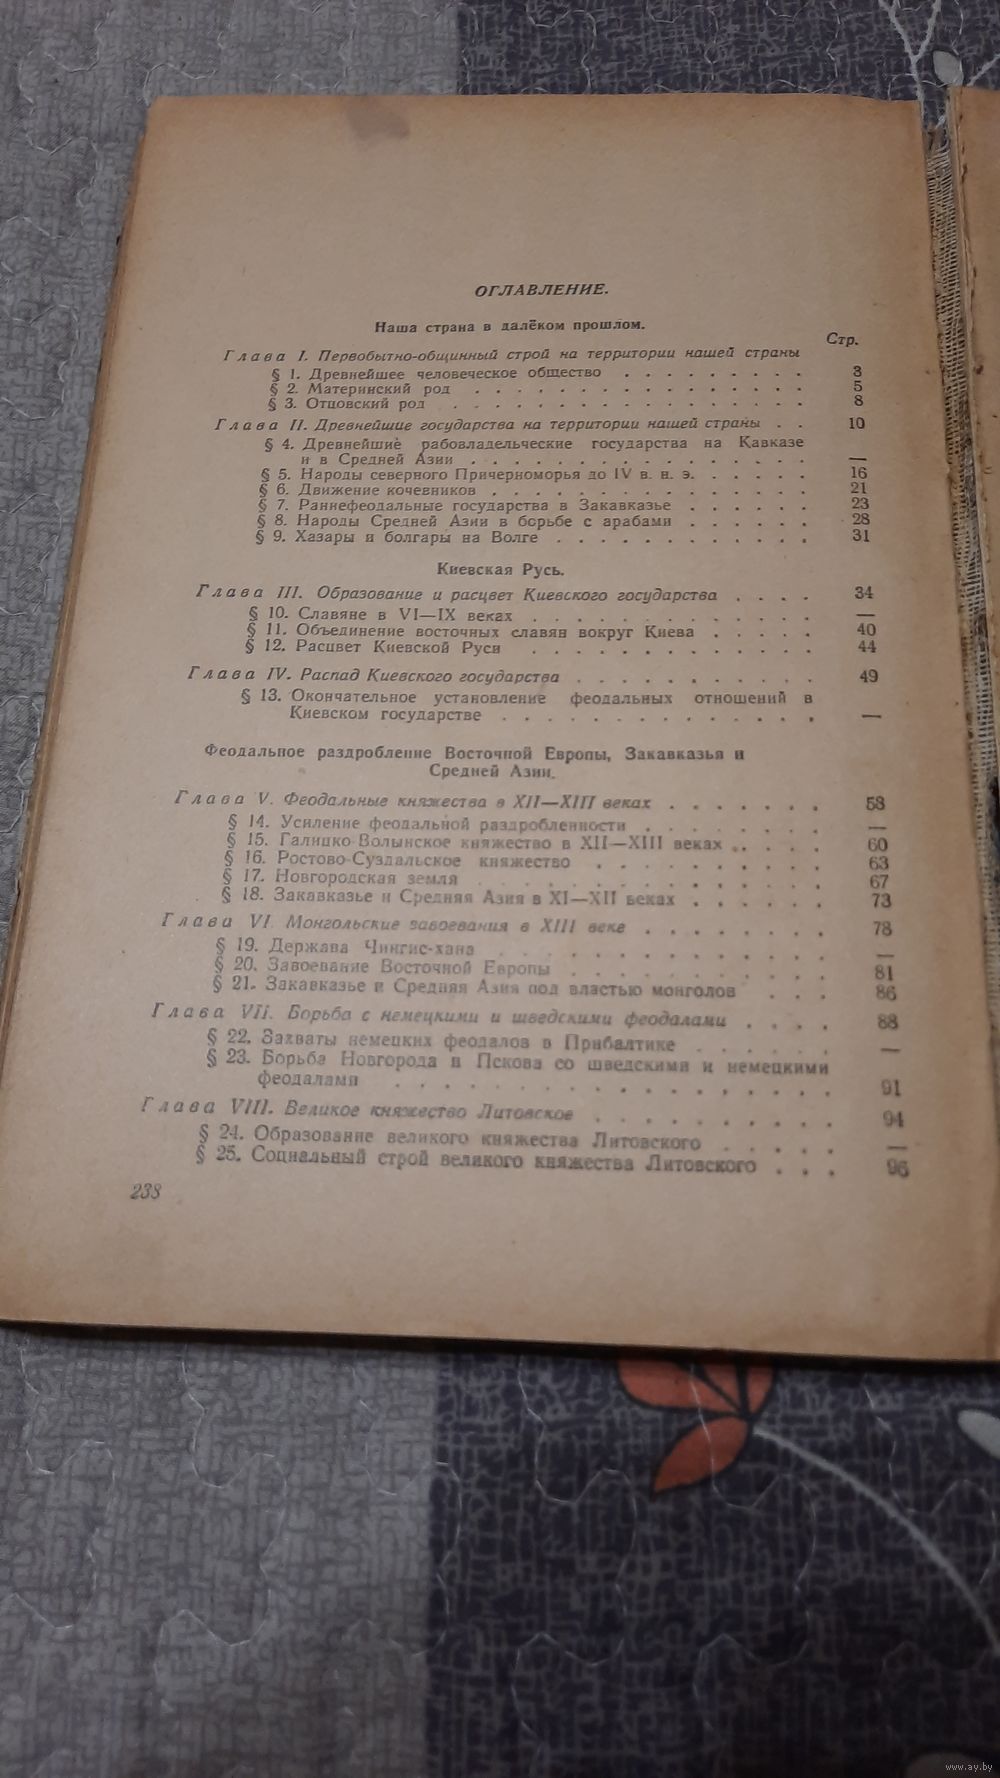 ОГЛАВЛЕНИЕ.
Наша страна в далёком прошлом.
Стр.
Глава I. Первобытно-общинный строй на территории нашей страны
§ 1. Древнейшее человеческое общество . . . . . . . . . 3
§ 2. Материнский род . . . . . . . . . . . . . . . 5
§ 3. Отцовский род . . . . . . . . . . . . . . . . 8
Глава II. Древнейшие государства на территории нашей страны . . 10
§ 4. Древнейшие рабовладельческие государства на Кавказе
и в Средней Азии . . . . . . . . . . . . . . —
§ 5. Народы северного Причерноморья до IV в. н. э. . . . . . 16
§ 6. Движение кочевников . . . . . . . . . . . . . . 21
§ 7. Раннефеодальные государства в Закавказье . . . . . . 23
§ 8. Народы Средней Азии в борьбе с арабами . . . . . . 28
§ 9. Хазары и болгары на Волге . . . . . . . . . . . . 31
Киевская Русь.
Глава III. Образование и расцвет Киевского государства . . . . 34
§ 10. Славяне в VI—IX веках . . . . . . . . . . . . . —
§ 11. Объединение восточных славян вокруг Киева . . . . . 40
§ 12. Расцвет Киевской Руси . . . . . . . . . . . . . 44
Глава IV. Распад Киевского государства . . . . . . . . . . . 49
§ 13. Окончательное установление феодальных отношений в
Киевском государстве . . . . . . . . . . . . . . —
Феодальное раздробление Восточной Европы, Закавказья и
Средней Азии.
Глава V. Феодальные княжества в XII—XIII веках . . . . . . . 58
§ 14. Усиление феодальной раздробленности . . . . . . . . —
§ 15. Галицко-Волынское княжество в XII—XIII веках . . . . . 60
§ 16. Ростово-Суздальское княжество . . . . . . . . . . 63
§ 17. Новгородская земля . . . . . . . . . . . . . . 67
§ 18. Закавказье и Средняя Азия в XI—XII веках . . . . . . 73
Глава VI Монгольские завоевания в XIII веке . . . . . . . . 78
§ 19. Держава Чингис-хана . . . . . . . . . . . . . . —
§ 20. Завоевание Восточной Европы . . . . . . . . . . . 81
§ 21. Закавказье и Средняя Азия под властью монголов . . . 86
Глава VII. Борьба с немецкими и шведскими феодалами . . . . 88
§ 22. Захваты немецких феодалов в Прибалтике . . . . . . —
§ 23. Борьба Новгорода и Пскова со шведскими и немецкими
феодалами . . . . . . . . . . . . . . . . 91
Глава VIII. Великое княжество Литовское . . . . . . . . . . 94
§ 24. Образование великого княжества Литовского . . . . . —
§ 25. Социальный строй великого княжества Литовского . . . 96
238
www.ay.by